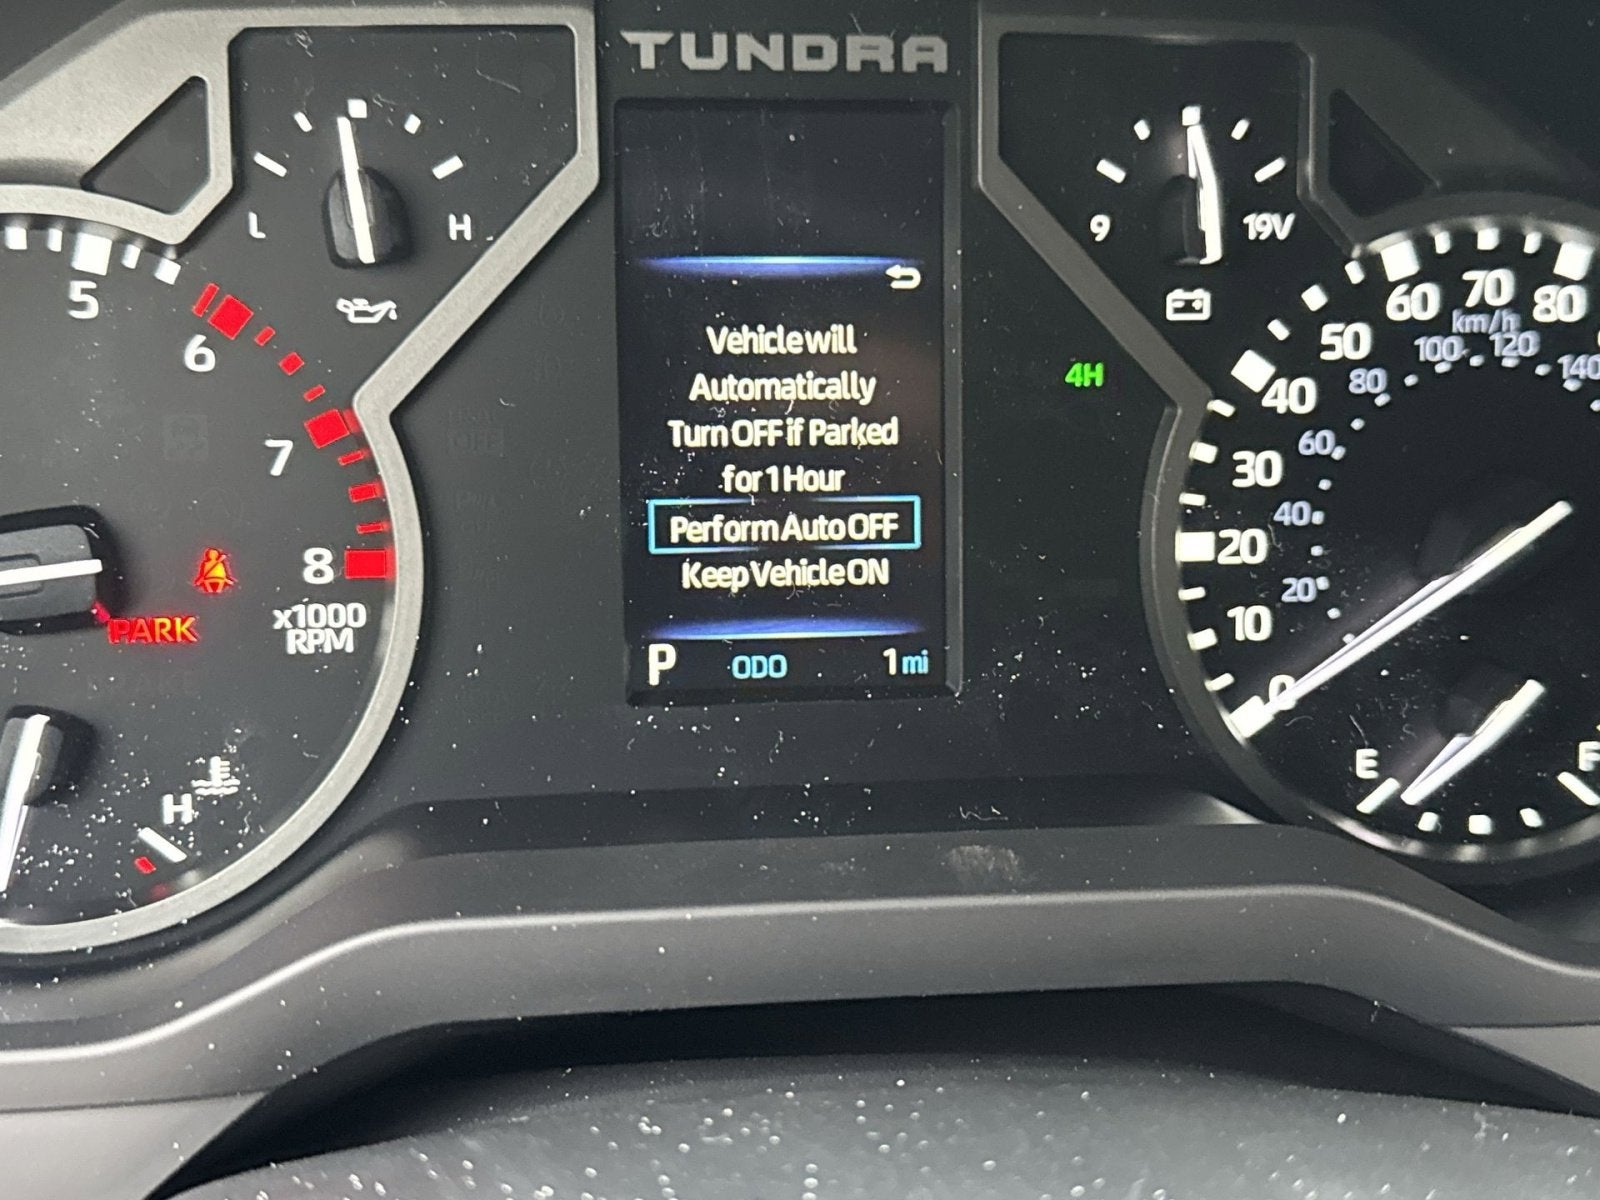 TUNDRA
L
H
9
19V
5
6
7
8
x1000
RPM
PARK
H
Vehicle will
Automatically
Turn OFF if Parked
for 1 Hour
Perform Auto OFF
Keep Vehicle ON
P ODO 1 mi
4H
0
10
20
30
40
50
60
70
80
km/h
20
40
60
80
100
120
140
E
F